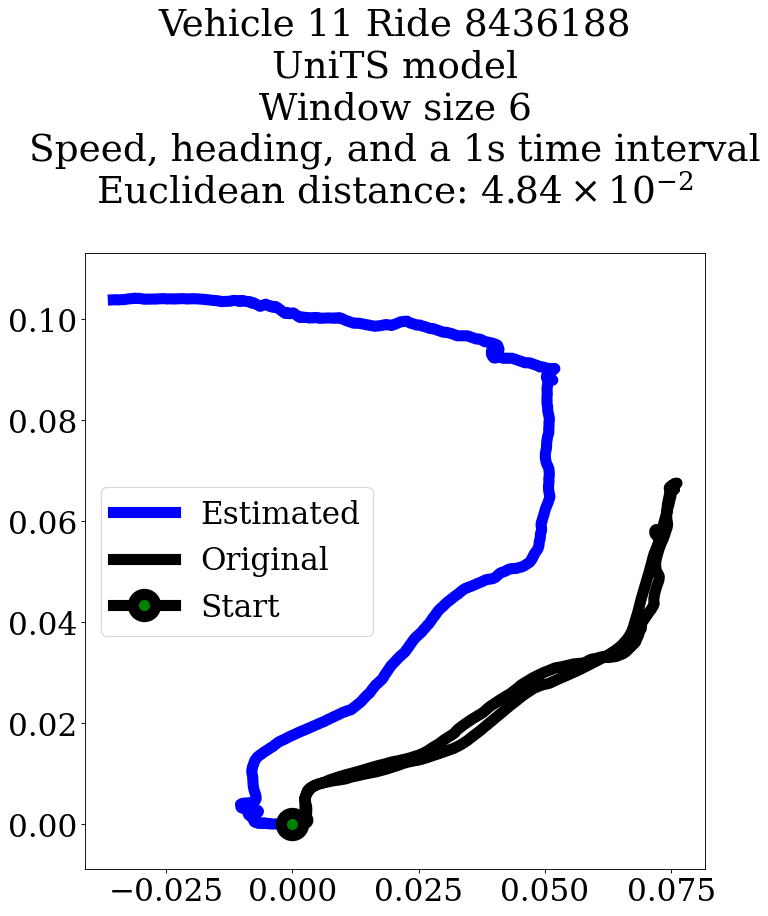 Vehicle 11 Ride 8436188
UniTS model
Window size 6
Speed, heading, and a 1s time interval
Euclidean distance: 4.84 × 10⁻²
0.10
0.08
0.06
0.04
0.02
0.00
Estimated
Original
Start
−0.025 0.000 0.025 0.050 0.075